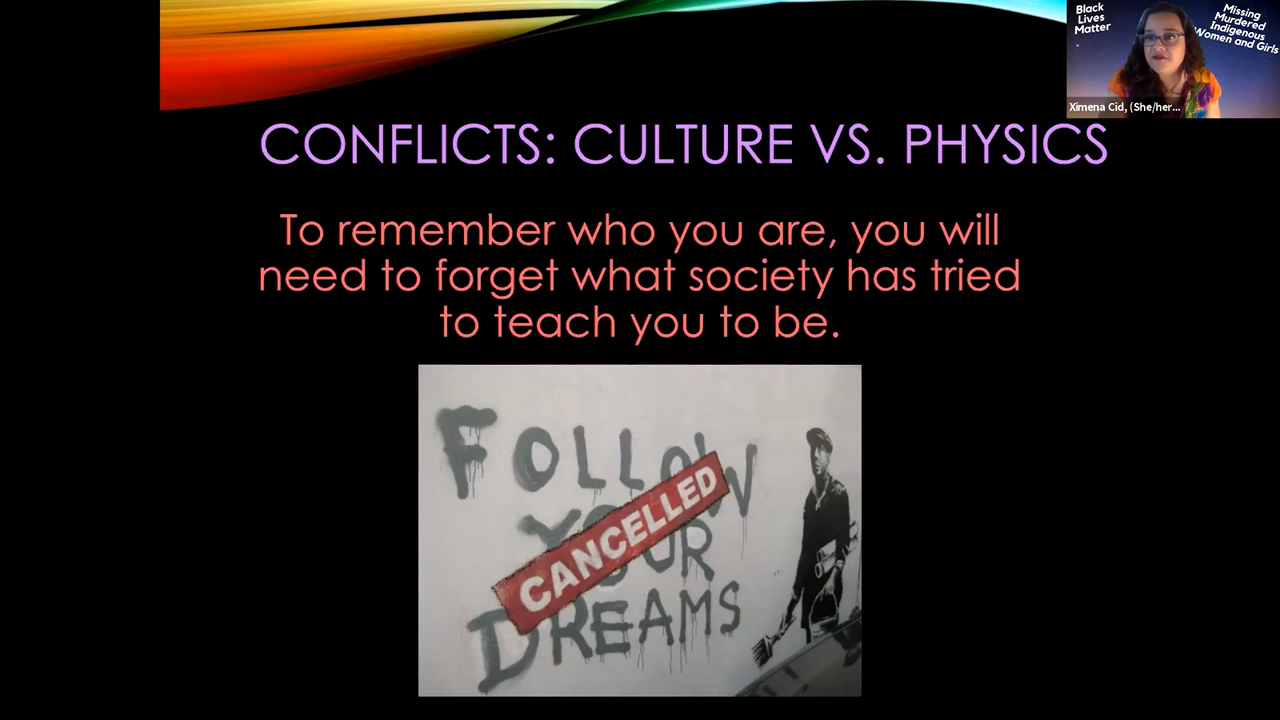 Black
Lives
Matter
Missing
Murdered
Indigenous
Women and Girls
Ximena Cid, (She/her...
CONFLICTS: CULTURE VS. PHYSICS
To remember who you are, you will
need to forget what society has tried
to teach you to be.
FOLLOW
YOUR
DREAMS
CANCELLED